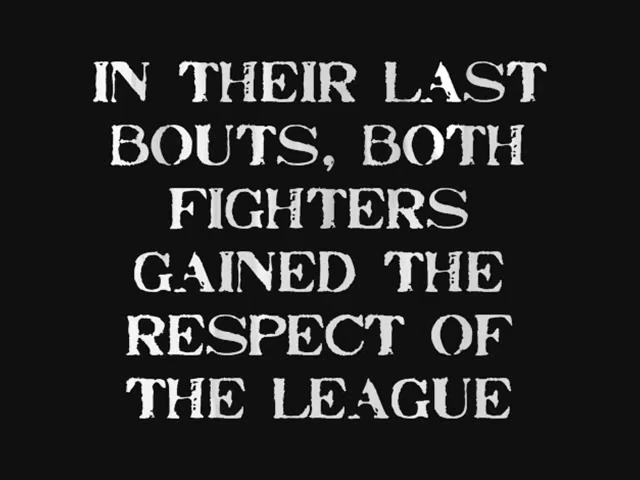 IN THEIR LAST
BOUTS, BOTH
FIGHTERS
GAINED THE
RESPECT OF
THE LEAGUE